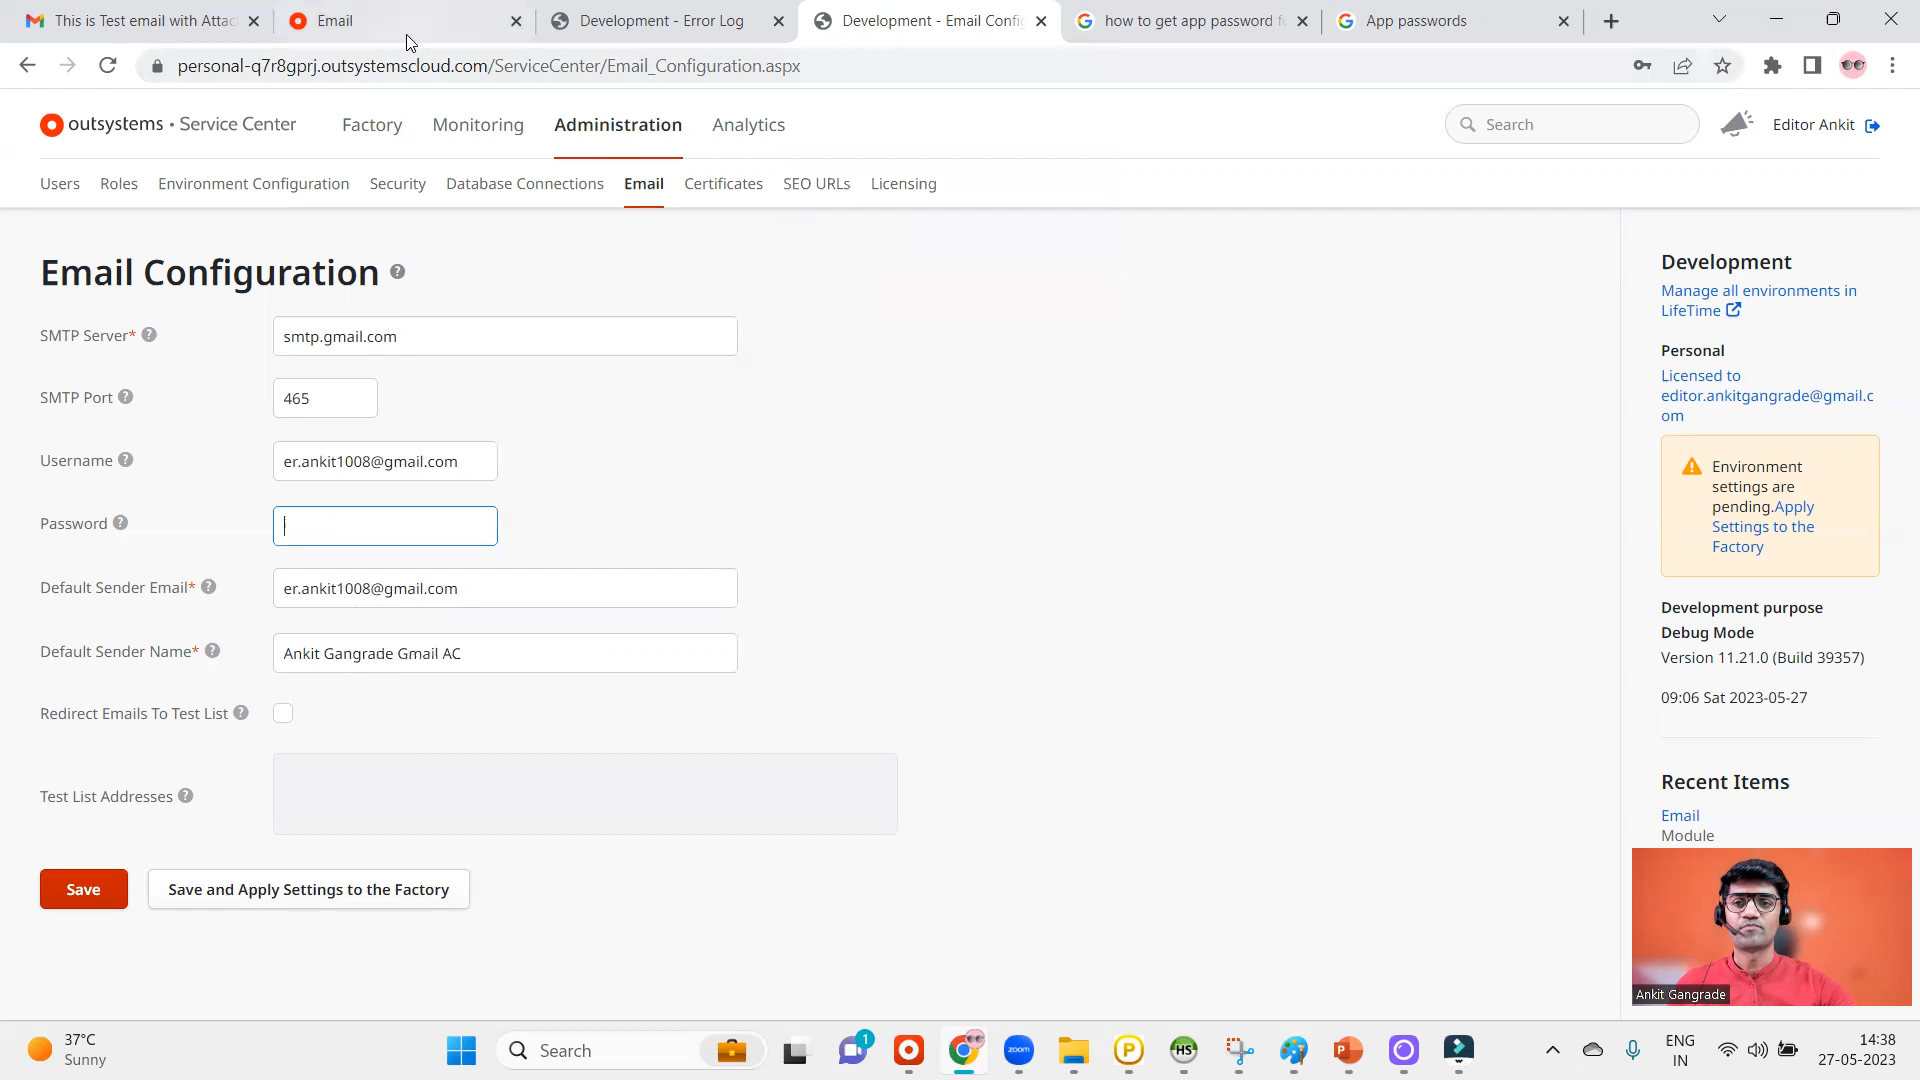 This is Test email with Attac
Email
Development - Error Log
Development - Email Config
how to get app password f
App passwords
personal-q7r8gprj.outsystemscloud.com/ServiceCenter/Email_Configuration.aspx
outsystems • Service Center
Factory
Monitoring
Administration
Analytics
Search
Editor Ankit
Users
Roles
Environment Configuration
Security
Database Connections
Email
Certificates
SEO URLs
Licensing
Email Configuration ?
SMTP Server* ?
smtp.gmail.com
SMTP Port ?
465
Username ?
er.ankit1008@gmail.com
Password ?
Default Sender Email* ?
er.ankit1008@gmail.com
Default Sender Name* ?
Ankit Gangrade Gmail AC
Redirect Emails To Test List ?
Test List Addresses ?
Save
Save and Apply Settings to the Factory
Development
Manage all environments in
LifeTime
Personal
Licensed to
editor.ankitgangrade@gmail.c
om
Environment
settings are
pending.Apply
Settings to the
Factory
Development purpose
Debug Mode
Version 11.21.0 (Build 39357)
09:06 Sat 2023-05-27
Recent Items
Email
Module
Ankit Gangrade
37°C
Sunny
Search
1
zoom
P
HS
P
ENG
IN
14:38
27-05-2023